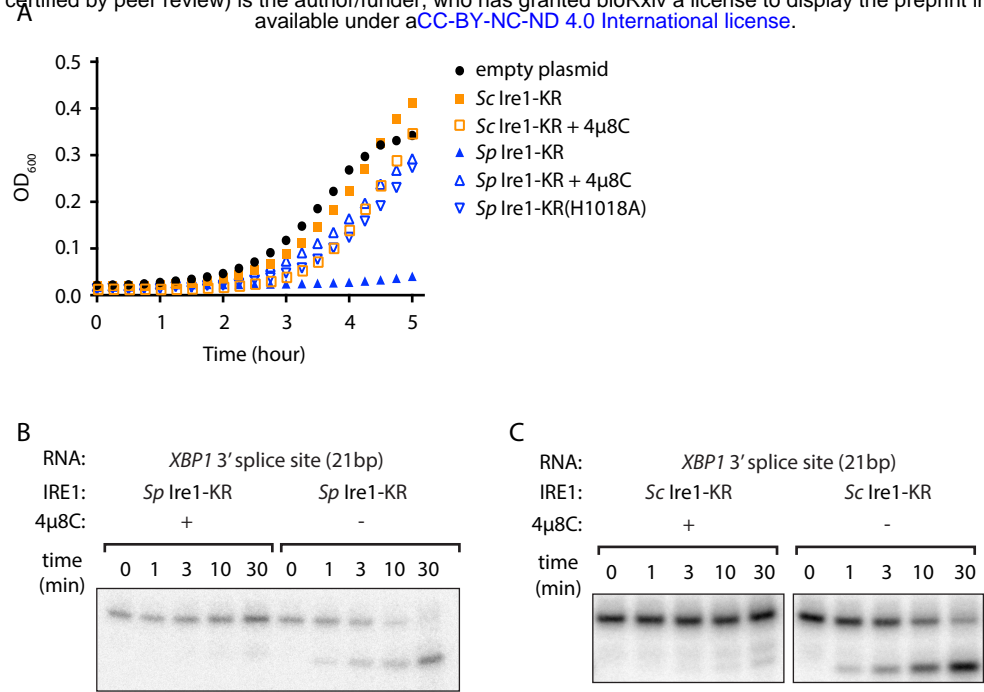 certified by peer review) is the author/funder, who has granted bioRxiv a license to display the preprint in
available under aCC-BY-NC-ND 4.0 International license.
A
0.5
0.4
0.3
0.2
0.1
0.0
OD600
0 1 2 3 4 5
Time (hour)
empty plasmid
Sc Ire1-KR
Sc Ire1-KR + 4μ8C
Sp Ire1-KR
Sp Ire1-KR + 4μ8C
Sp Ire1-KR(H1018A)
B
RNA: XBP1 3' splice site (21bp)
IRE1: Sp Ire1-KR Sp Ire1-KR
4μ8C: + -
time (min) 0 1 3 10 30 0 1 3 10 30
C
RNA: XBP1 3' splice site (21bp)
IRE1: Sc Ire1-KR Sc Ire1-KR
4μ8C: + -
time (min) 0 1 3 10 30 0 1 3 10 30